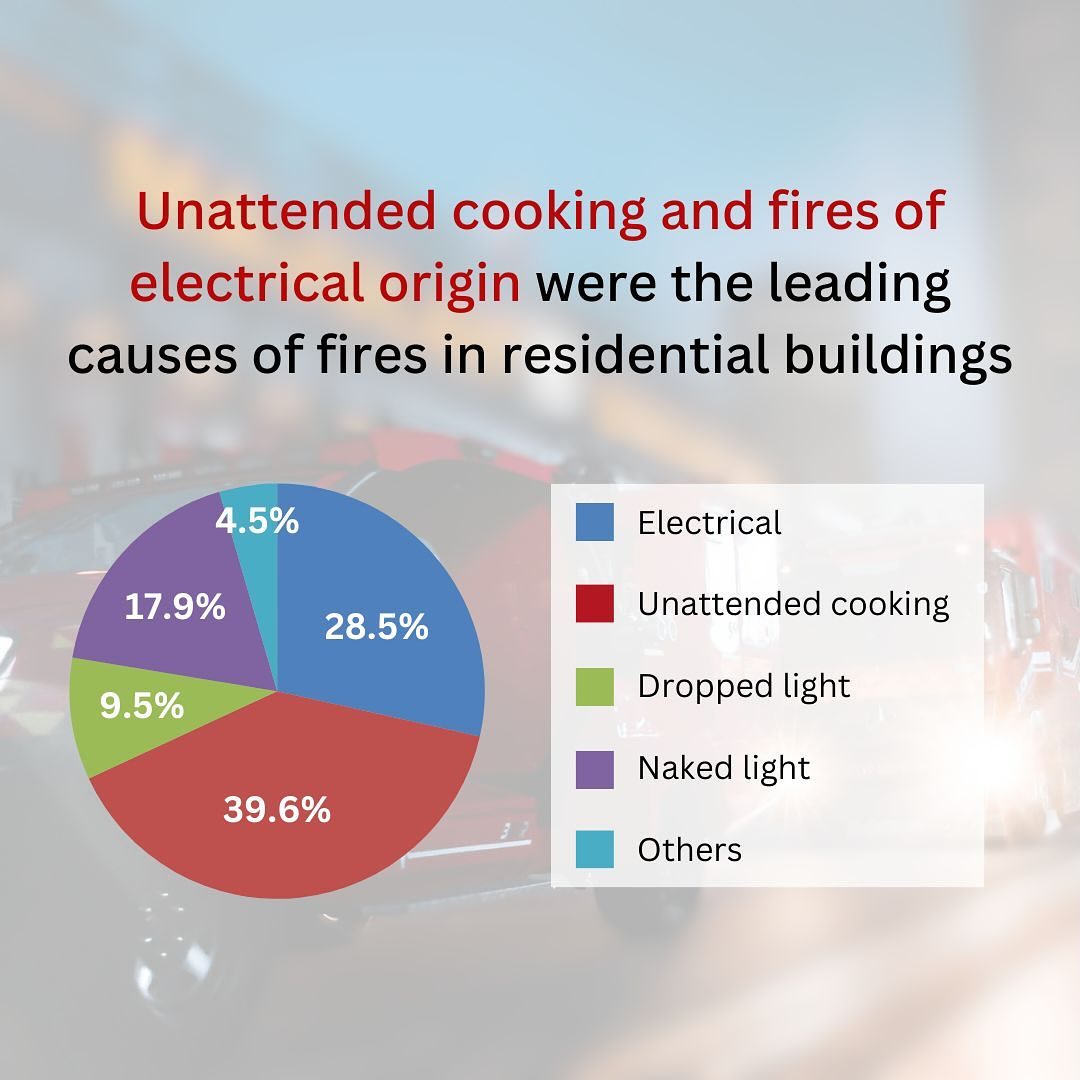 Unattended cooking and fires of
electrical origin were the leading
causes of fires in residential buildings
4.5%
17.9%
28.5%
9.5%
39.6%
Electrical
Unattended cooking
Dropped light
Naked light
Others